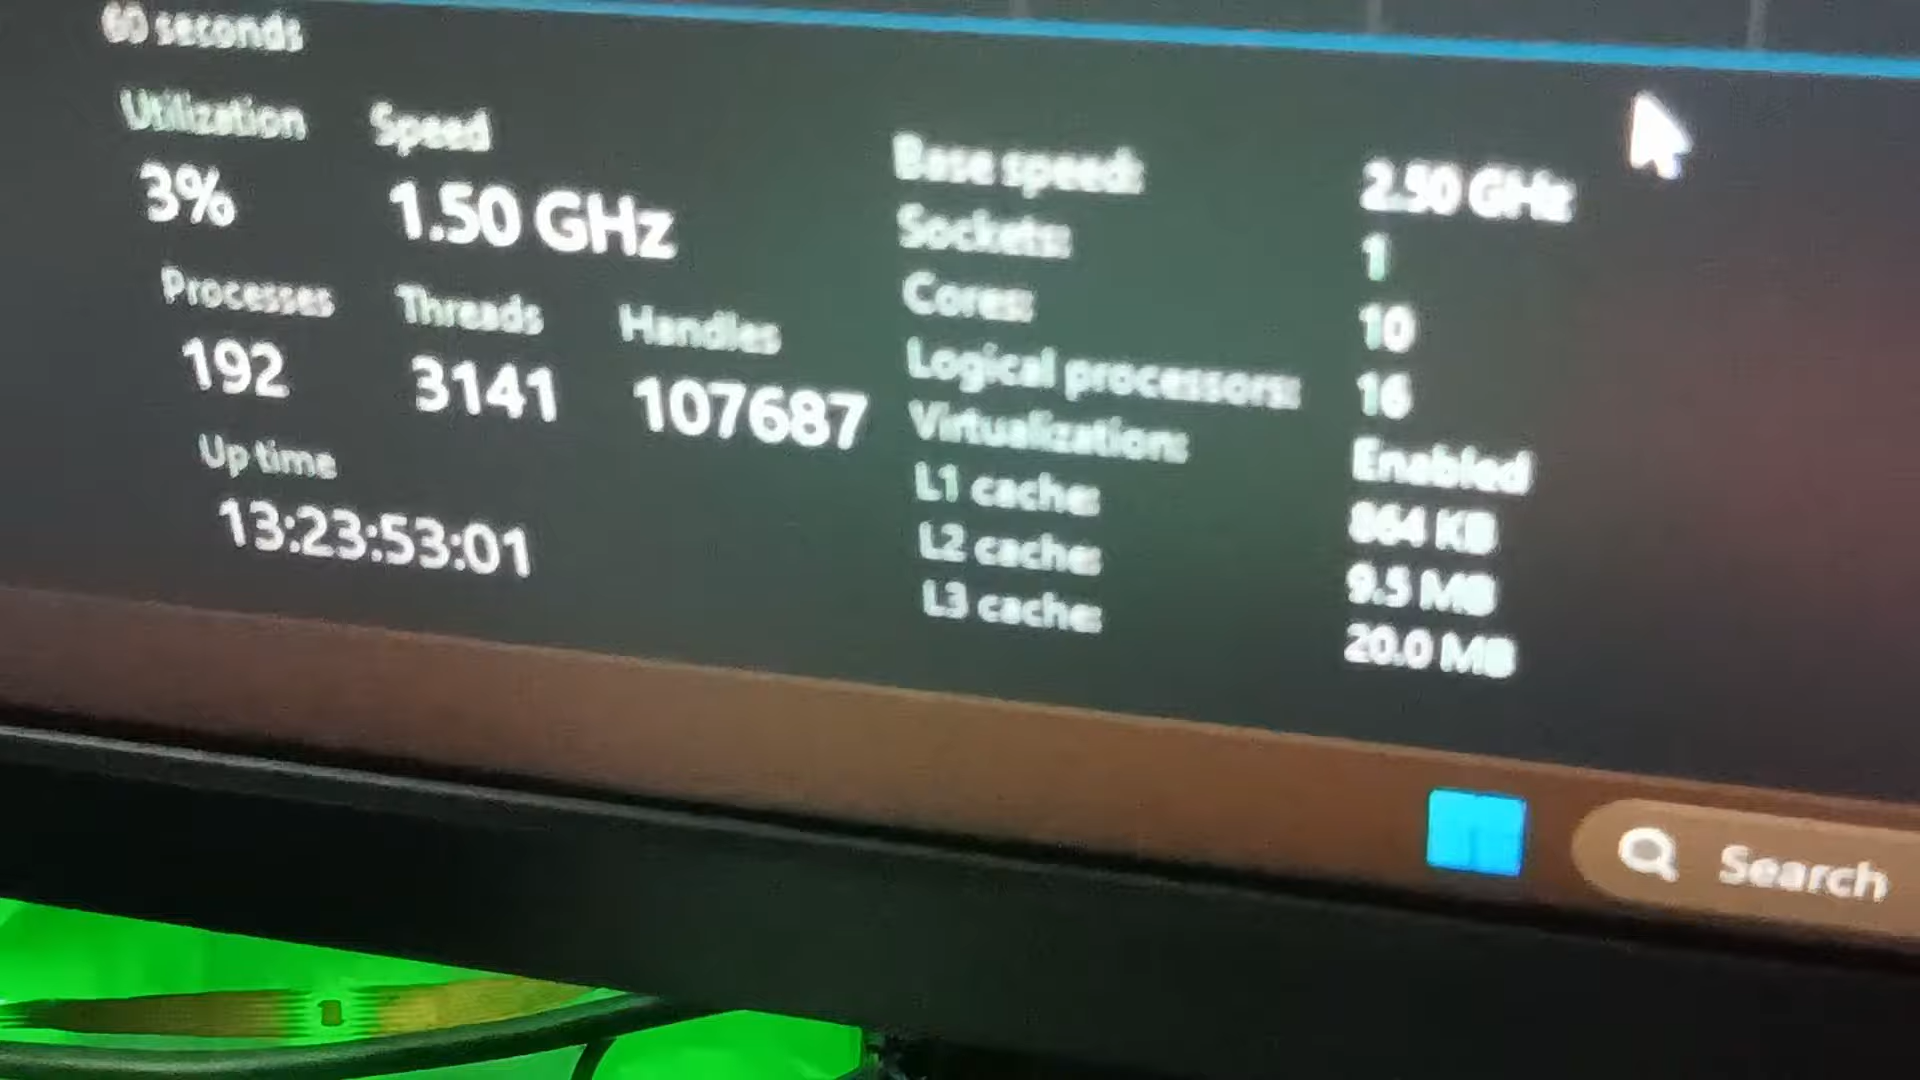 60 seconds
Utilization Speed
3% 1.50 GHz
Processes Threads Handles
192 3141 107687
Up time
13:23:53:01
Base speed: 2.50 GHz
Sockets: 1
Cores: 10
Logical processors: 16
Virtualization: Enabled
L1 cache: 864 KB
L2 cache: 9.5 MB
L3 cache: 20.0 MB
Search